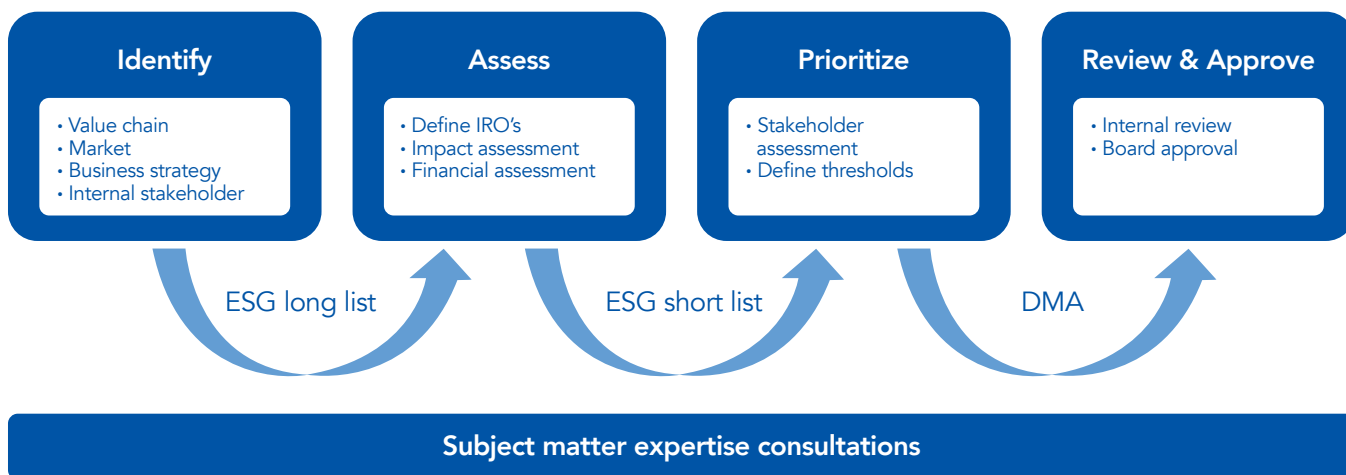 Identify
• Value chain
• Market
• Business strategy
• Internal stakeholder
Assess
• Define IRO's
• Impact assessment
• Financial assessment
Prioritize
• Stakeholder
assessment
• Define thresholds
Review & Approve
• Internal review
• Board approval
ESG long list
ESG short list
DMA
Subject matter expertise consultations